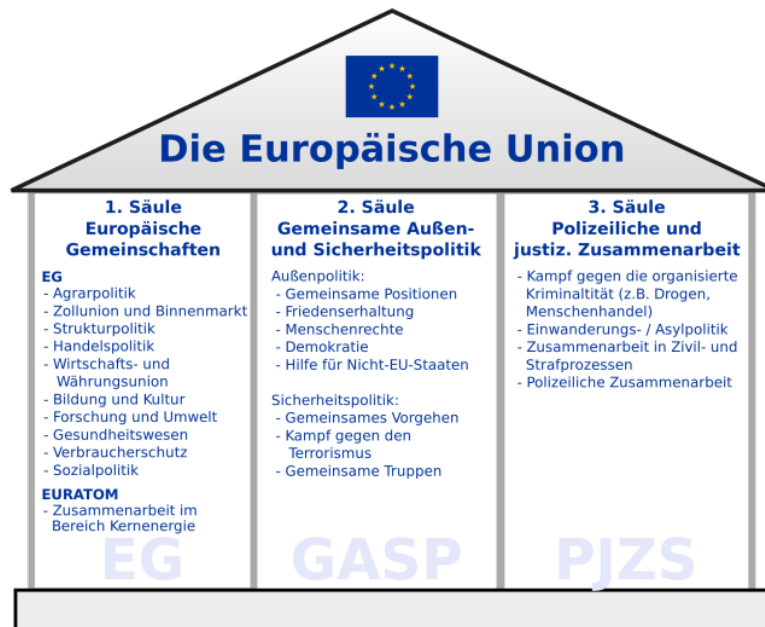 Die Europäische Union
1. Säule
Europäische
Gemeinschaften
EG
- Agrarpolitik
- Zollunion und Binnenmarkt
- Strukturpolitik
- Handelspolitik
- Wirtschafts- und
Währungsunion
- Bildung und Kultur
- Forschung und Umwelt
- Gesundheitswesen
- Verbraucherschutz
- Sozialpolitik
EURATOM
- Zusammenarbeit im
Bereich Kernenergie
EG
2. Säule
Gemeinsame Außen-
und Sicherheitspolitik
Außenpolitik:
- Gemeinsame Positionen
- Friedenserhaltung
- Menschenrechte
- Demokratie
- Hilfe für Nicht-EU-Staaten
Sicherheitspolitik:
- Gemeinsames Vorgehen
- Kampf gegen den
Terrorismus
- Gemeinsame Truppen
GASP
3. Säule
Polizeiliche und
justiz. Zusammenarbeit
- Kampf gegen die organisierte
Kriminaltität (z.B. Drogen,
Menschenhandel)
- Einwanderungs- / Asylpolitik
- Zusammenarbeit in Zivil- und
Strafprozessen
- Polizeiliche Zusammenarbeit
PJZS